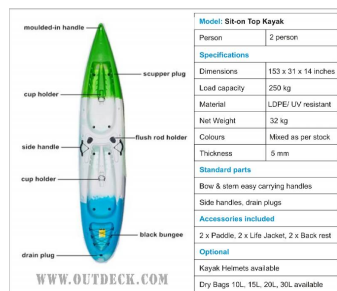 moulded-in handle
scupper plug
cup holder
flush rod holder
side handle
cup holder
black bungee
drain plug
WWW.OUTDECK.COM
Model: Sit-on Top Kayak
Person 2 person
Specifications
Dimensions 153 x 31 x 14 inches
Load capacity 250 kg
Material LDPE/ UV resistant
Net Weight 32 kg
Colours Mixed as per stock
Thickness 5 mm
Standard parts
Bow & stern easy carrying handles
Side handles, drain plugs
Accessories included
2 x Paddle, 2 x Life Jacket, 2 x Back rest
Optional
Kayak Helmets available
Dry Bags 10L, 15L, 20L, 30L available